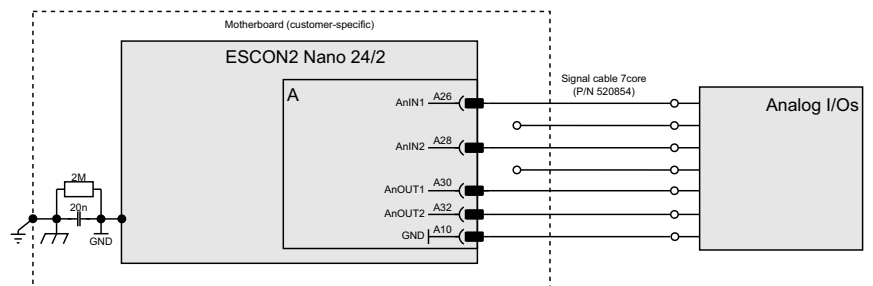 Motherboard (customer-specific)
ESCON2 Nano 24/2
Signal cable 7core
(P/N 520854)
A
Analog I/Os
AnIN1
A26
AnIN2
A28
AnOUT1
A30
AnOUT2
A32
GND
A10
2M
20n
GND